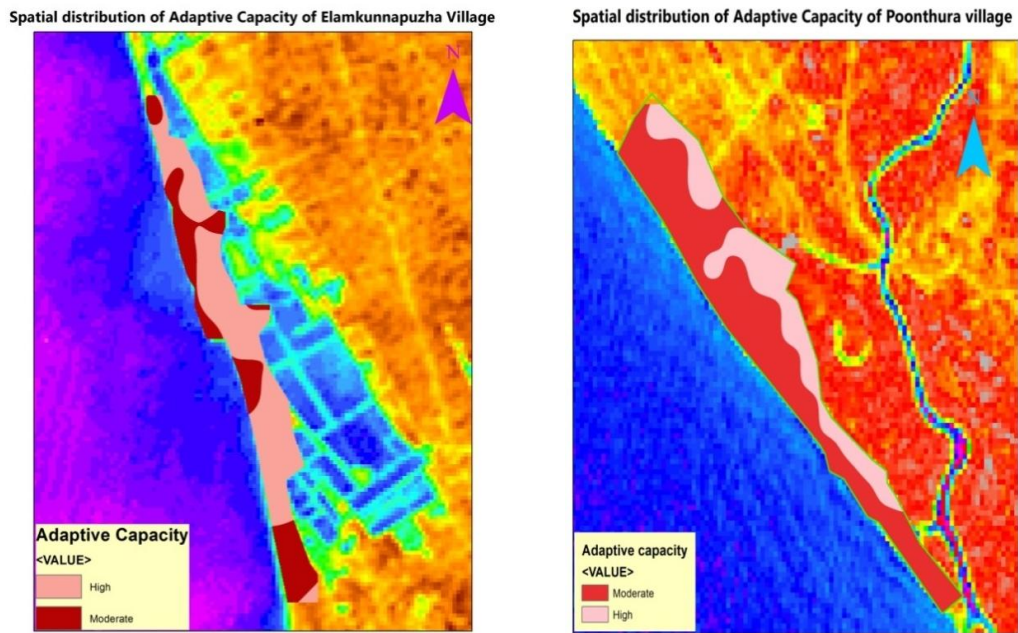 Spatial distribution of Adaptive Capacity of Elamkunnapuzha Village
N
Adaptive Capacity
<VALUE>
High
Moderate
Spatial distribution of Adaptive Capacity of Poonthura village
N
Adaptive capacity
<VALUE>
Moderate
High